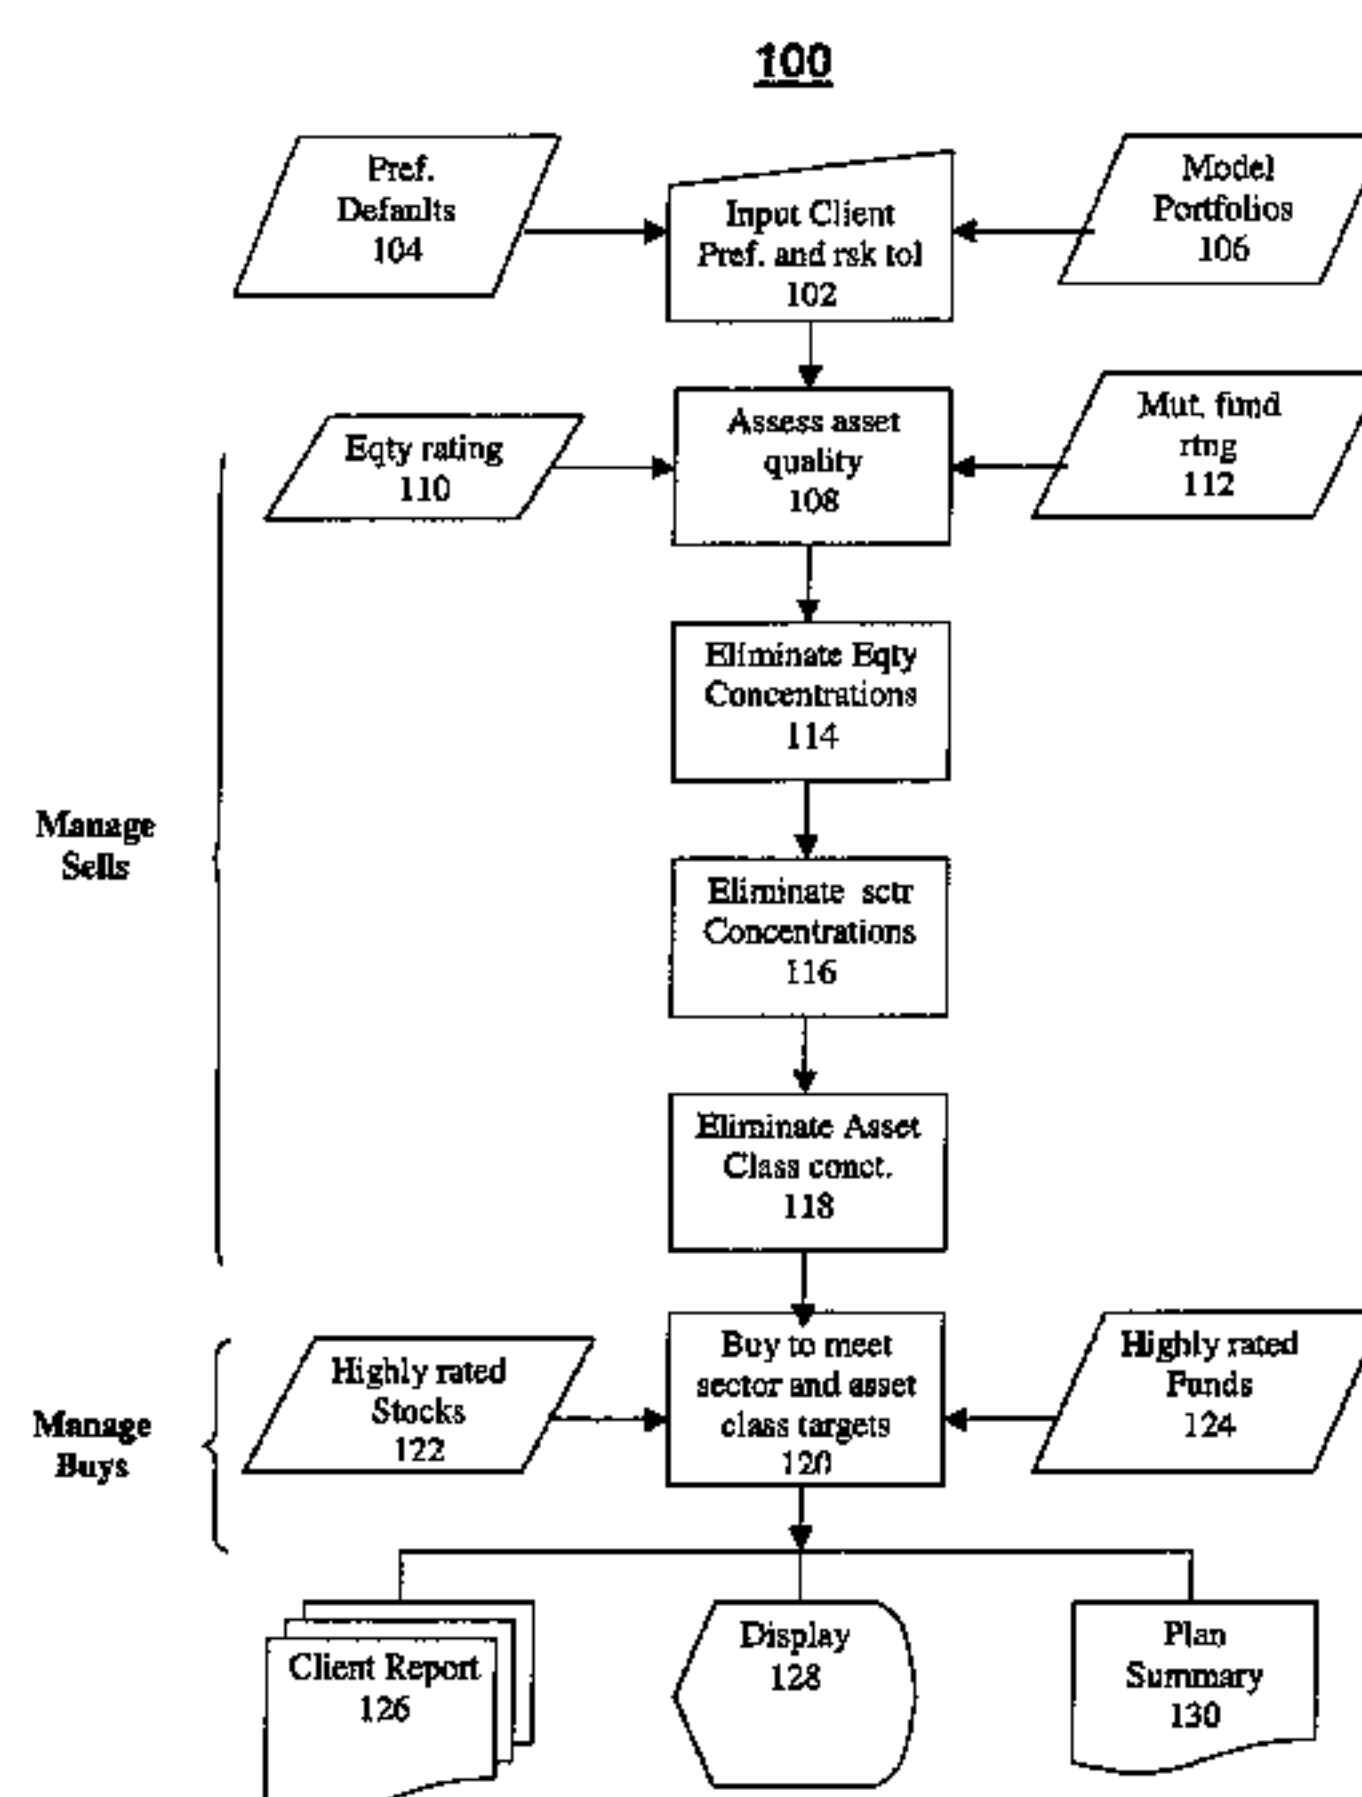 100
Pref.
Defaults
104
Input Client
Pref. and rsk tol
102
Model
Portfolios
106
Eqty rating
110
Assess asset
quality
108
Mut. fund
rtng
112
Eliminate Eqty
Concentrations
114
Manage
Sells
Eliminate sctr
Concentrations
116
Eliminate Asset
Class conct.
118
Manage
Buys
Highly rated
Stocks
122
Buy to meet
sector and asset
class targets
120
Highly rated
Funds
124
Client Report
126
Display
128
Plan
Summary
130